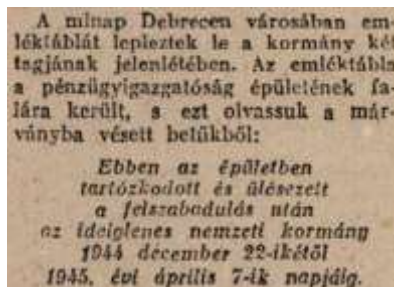 A minap Debrecen városában em-
léktáblát lepleztek le a kormány két
tagjának jelenlétében. Az emléktábla
a pénzügyigazgatóság épületének fa-
lára került, s ezt olvassuk a már-
ványba vésett betűkből:
Ebben az épületben
tartózkodott és ülésezett
a felszabadulás után
az ideiglenes nemzeti kormány
1944 december 22-ikétől
1945. évi április 7-ik napjáig.